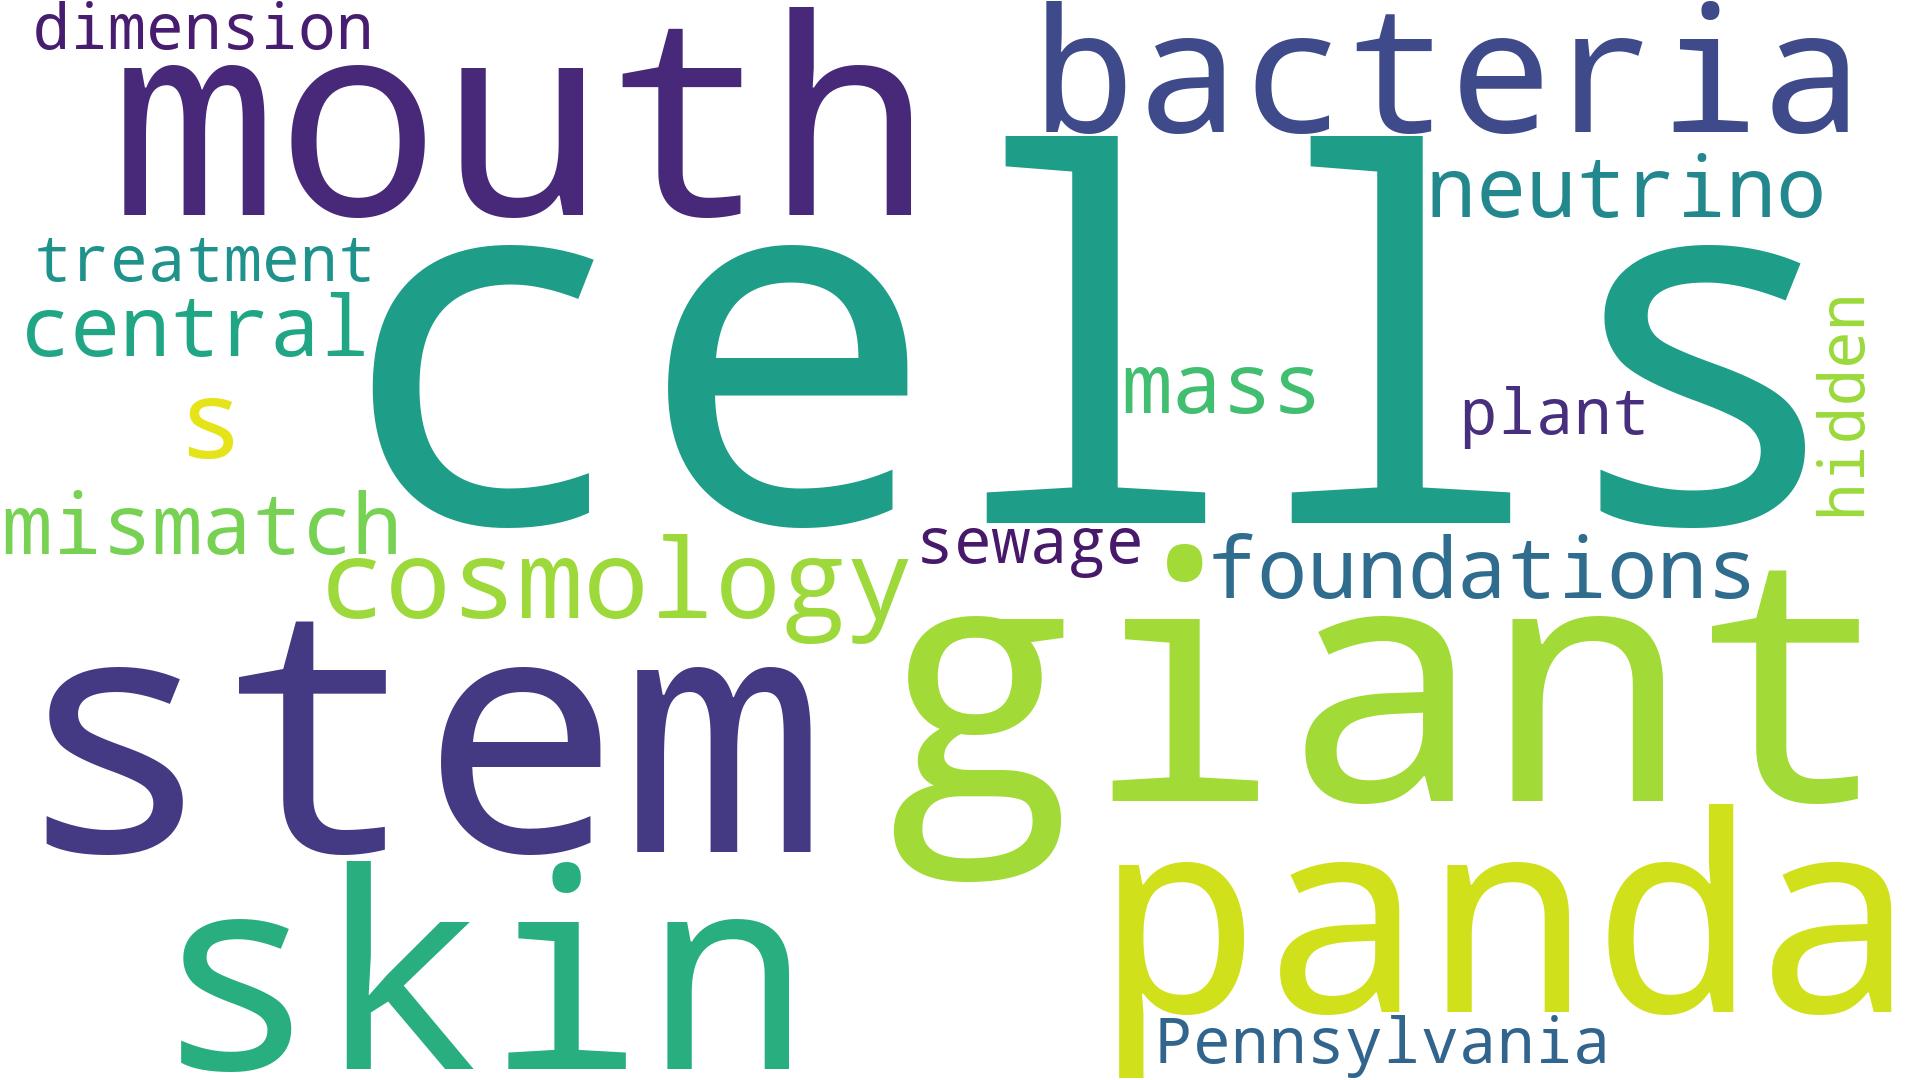 dimension
mouth
bacteria
neutrino
treatment
central
cells
s
mass
plant
hidden
mismatch
cosmology
sewage
foundations
stem
giant
skin
panda
Pennsylvania